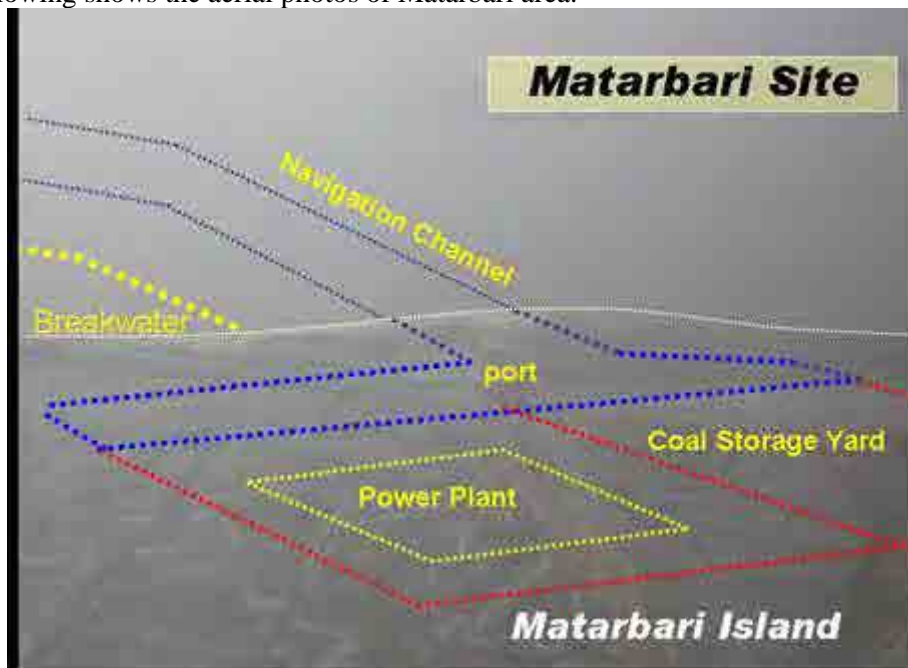 lowing shows the aerial photos of Matarbari area.
Matarbari Site
Navigation Channel
Breakwater
port
Coal Storage Yard
Power Plant
Matarbari Island